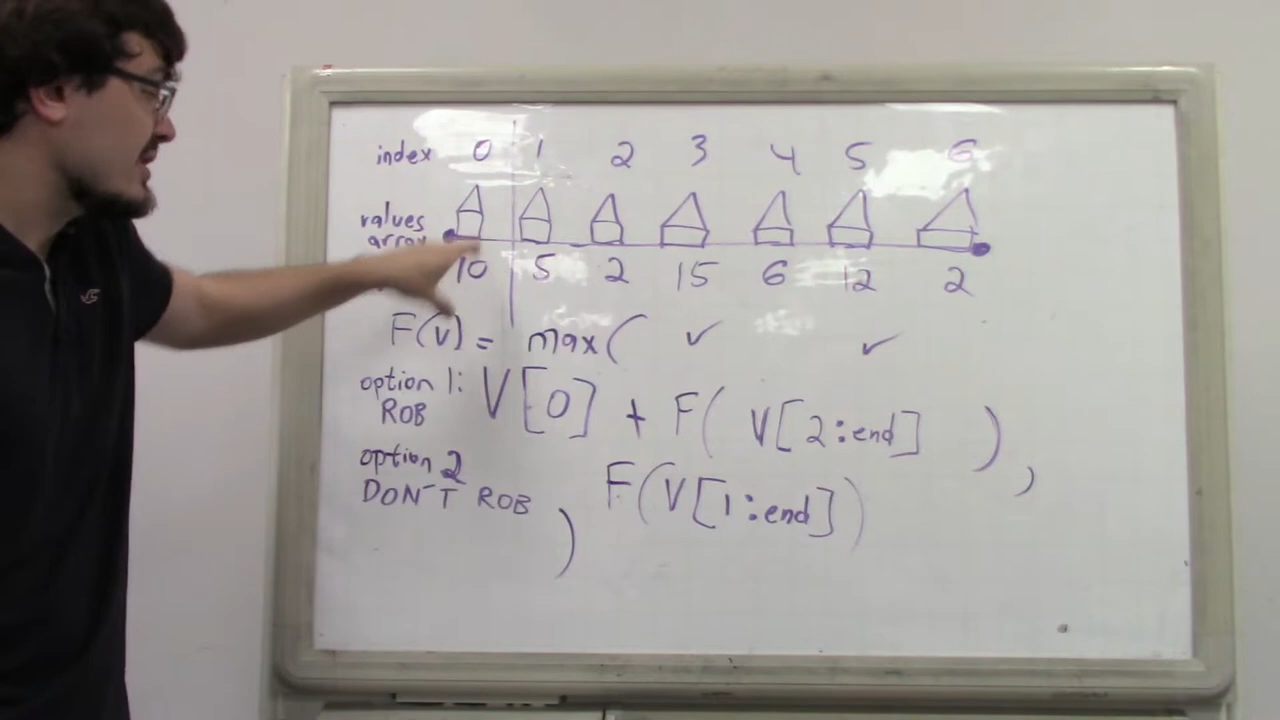 index 0 1 2 3 4 5 6
values
array
10 5 2 15 6 12 2
F(v) = max( ✓ ✓
option 1: V[0] + F( V[2:end] ),
ROB
option 2 F(V[1:end])
DON'T ROB
)